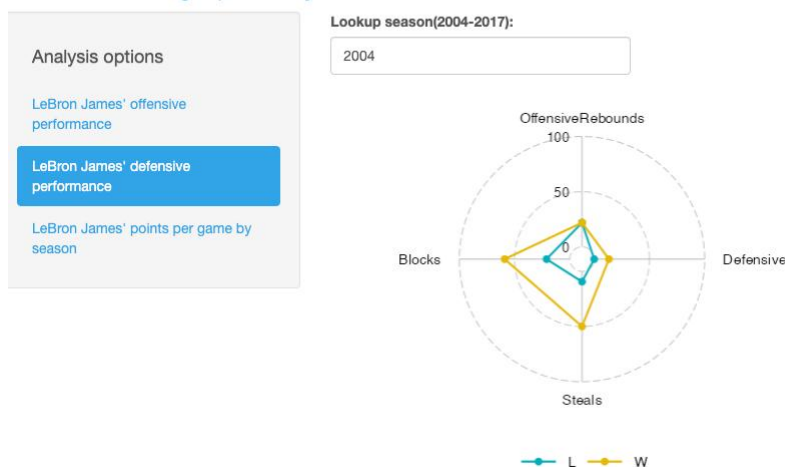 Lookup season(2004-2017):
Analysis options
2004
LeBron James' offensive
performance
LeBron James' defensive
performance
LeBron James' points per game by
season
OffensiveRebounds
100
50
0
Blocks
Defensive
Steals
L W